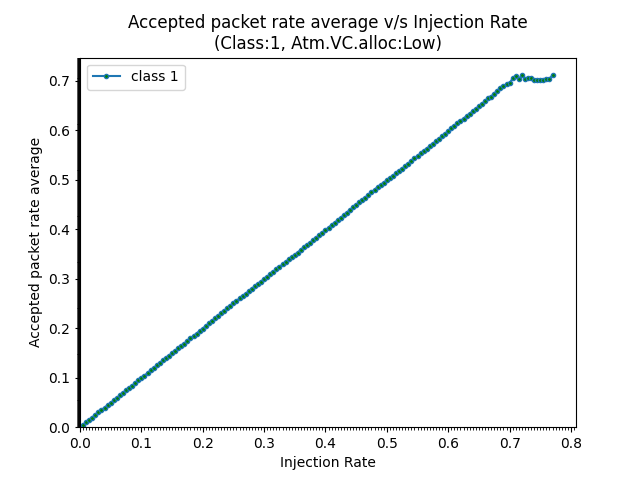 Accepted packet rate average v/s Injection Rate
(Class:1, Atm.VC.alloc:Low)
class 1
Accepted packet rate average
0.7
0.6
0.5
0.4
0.3
0.2
0.1
0.0
0.0 0.1 0.2 0.3 0.4 0.5 0.6 0.7 0.8
Injection Rate